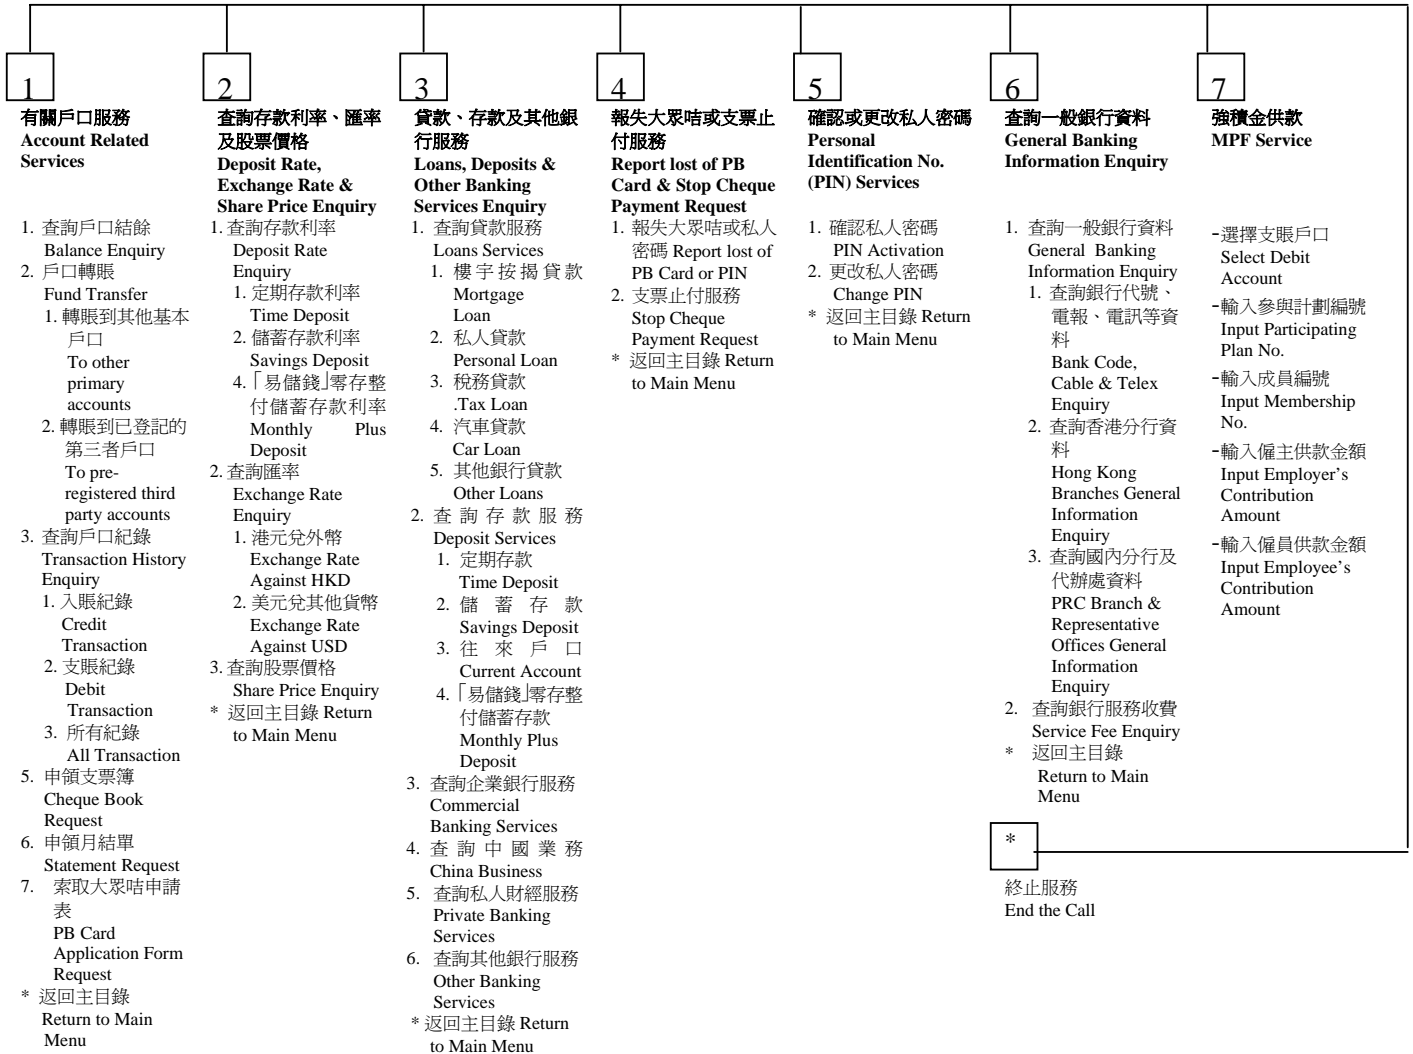 1
有關戶口服務
Account Related
Services
1. 查詢戶口結餘
Balance Enquiry
2. 戶口轉賬
Fund Transfer
1. 轉賬到其他基本
戶口
To other
primary
accounts
2. 轉賬到已登記的
第三者戶口
To pre-
registered third
party accounts
3. 查詢戶口紀錄
Transaction History
Enquiry
1. 入賬紀錄
Credit
Transaction
2. 支賬紀錄
Debit
Transaction
3. 所有紀錄
All Transaction
5. 申領支票簿
Cheque Book
Request
6. 申領月結單
Statement Request
7. 索取大眾咭申請
表
PB Card
Application Form
Request
* 返回主目錄
Return to Main
Menu
2
查詢存款利率、匯率
及股票價格
Deposit Rate,
Exchange Rate &
Share Price Enquiry
1. 查詢存款利率
Deposit Rate
Enquiry
1. 定期存款利率
Time Deposit
2. 儲蓄存款利率
Savings Deposit
4.「易儲錢」零存整
付儲蓄存款利率
Monthly Plus
Deposit
2. 查詢匯率
Exchange Rate
Enquiry
1. 港元兌外幣
Exchange Rate
Against HKD
2. 美元兌其他貨幣
Exchange Rate
Against USD
3. 查詢股票價格
Share Price Enquiry
* 返回主目錄 Return
to Main Menu
3
貸款、存款及其他銀
行服務
Loans, Deposits &
Other Banking
Services Enquiry
1. 查詢貸款服務
Loans Services
1. 樓宇按揭貸款
Mortgage
Loan
2. 私人貸款
Personal Loan
3. 稅務貸款
.Tax Loan
4. 汽車貸款
Car Loan
5. 其他銀行貸款
Other Loans
2. 查詢存款服務
Deposit Services
1. 定期存款
Time Deposit
2. 儲蓄存款
Savings Deposit
3. 往來戶口
Current Account
4.「易儲錢」零存整
付儲蓄存款
Monthly Plus
Deposit
3. 查詢企業銀行服務
Commercial
Banking Services
4. 查詢中國業務
China Business
5. 查詢私人財經服務
Private Banking
Services
6. 查詢其他銀行服務
Other Banking
Services
* 返回主目錄 Return
to Main Menu
4
報失大眾咭或支票止
付服務
Report lost of PB
Card & Stop Cheque
Payment Request
1. 報失大眾咭或私人
密碼 Report lost of
PB Card or PIN
2. 支票止付服務
Stop Cheque
Payment Request
* 返回主目錄 Return
to Main Menu
5
確認或更改私人密碼
Personal
Identification No.
(PIN) Services
1. 確認私人密碼
PIN Activation
2. 更改私人密碼
Change PIN
* 返回主目錄 Return
to Main Menu
6
查詢一般銀行資料
General Banking
Information Enquiry
1. 查詢一般銀行資料
General Banking
Information Enquiry
1. 查詢銀行代號、
電報、電訊等資
料
Bank Code,
Cable & Telex
Enquiry
2. 查詢香港分行資
料
Hong Kong
Branches General
Information
Enquiry
3. 查詢國內分行及
代辦處資料
PRC Branch &
Representative
Offices General
Information
Enquiry
2. 查詢銀行服務收費
Service Fee Enquiry
* 返回主目錄
Return to Main
Menu
*
終止服務
End the Call
7
強積金供款
MPF Service
-選擇支賬戶口
Select Debit
Account
-輸入參與計劃編號
Input Participating
Plan No.
-輸入成員編號
Input Membership
No.
-輸入僱主供款金額
Input Employer's
Contribution
Amount
-輸入僱員供款金額
Input Employee's
Contribution
Amount